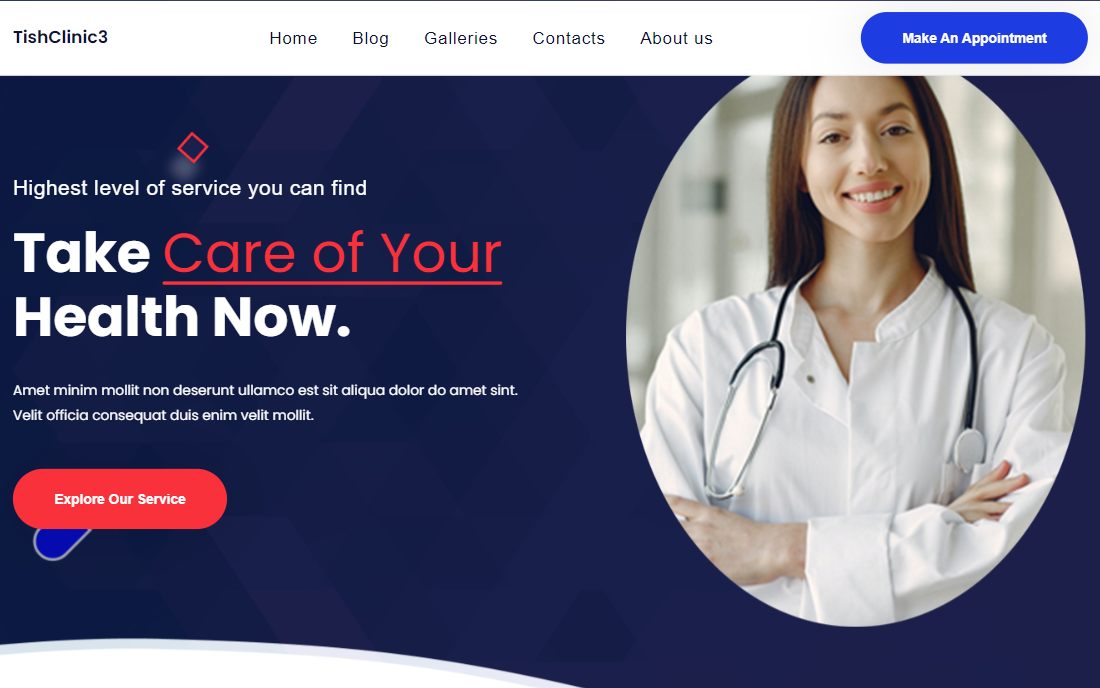 TishClinic3
Home
Blog
Galleries
Contacts
About us
Make An Appointment
Highest level of service you can find
Take Care of Your
Health Now.
Amet minim mollit non deserunt ullamco est sit aliqua dolor do amet sint.
Velit officia consequat duis enim velit mollit.
Explore Our Service